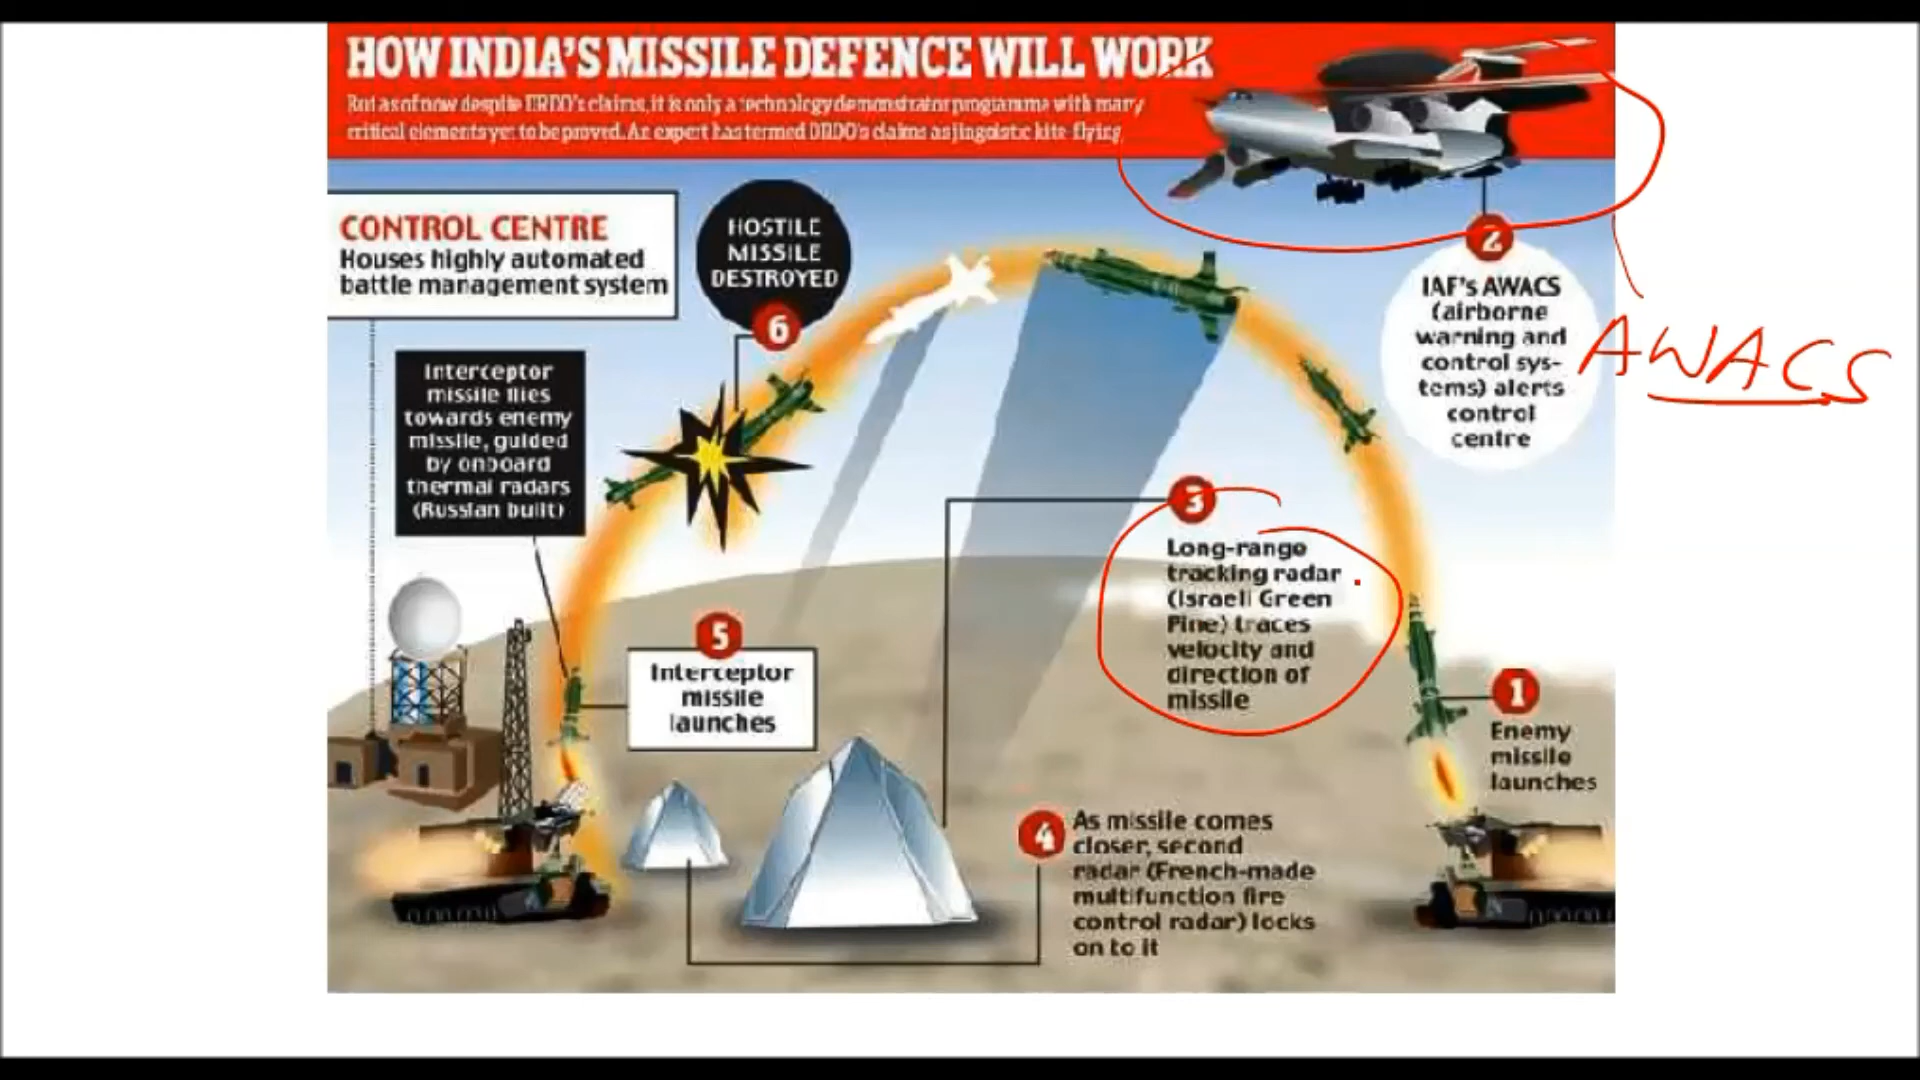 HOW INDIA'S MISSILE DEFENCE WILL WORK
But as of now despite DRDO's claims, it is only a technology demonstrator programme with many
critical elements yet to be proved. An expert has termed DRDO's claims as jingoistic kite-flying
CONTROL CENTRE
Houses highly automated
battle management system
HOSTILE
MISSILE
DESTROYED
6
2
IAF's AWACS
(airborne
warning and
control sys-
tems) alerts
control
centre
AWACS
Interceptor
missile flies
towards enemy
missile, guided
by onboard
thermal radars
(Russian built)
3
Long-range
tracking radar
(Israeli Green
Pine) traces
velocity and
direction of
missile
5
Interceptor
missile
launches
1
Enemy
missile
launches
4
As missile comes
closer, second
radar (French-made
multifunction fire
control radar) locks
on to it